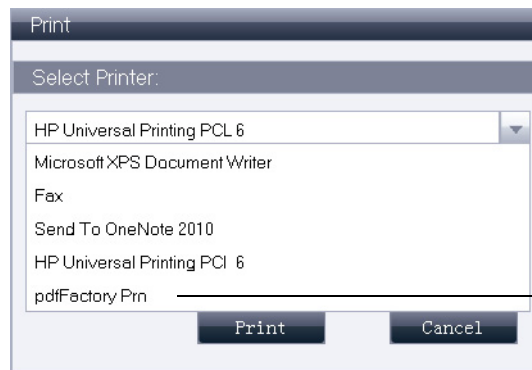 Print
Select Printer:
HP Universal Printing PCL 6
Microsoft XPS Document Writer
Fax
Send To OneNote 2010
HP Universal Printing PCl 6
pdfFactory Prn
Print Cancel